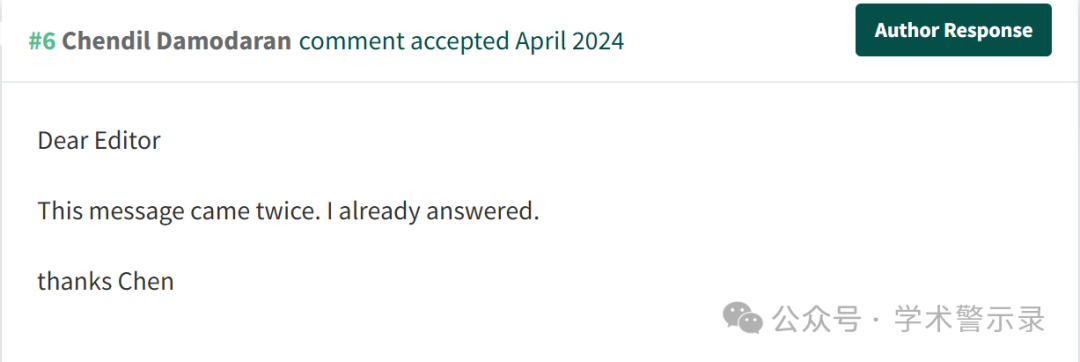 #6 Chendil Damodaran comment accepted April 2024
Author Response
Dear Editor
This message came twice. I already answered.
thanks Chen
公众号 · 学术警示录